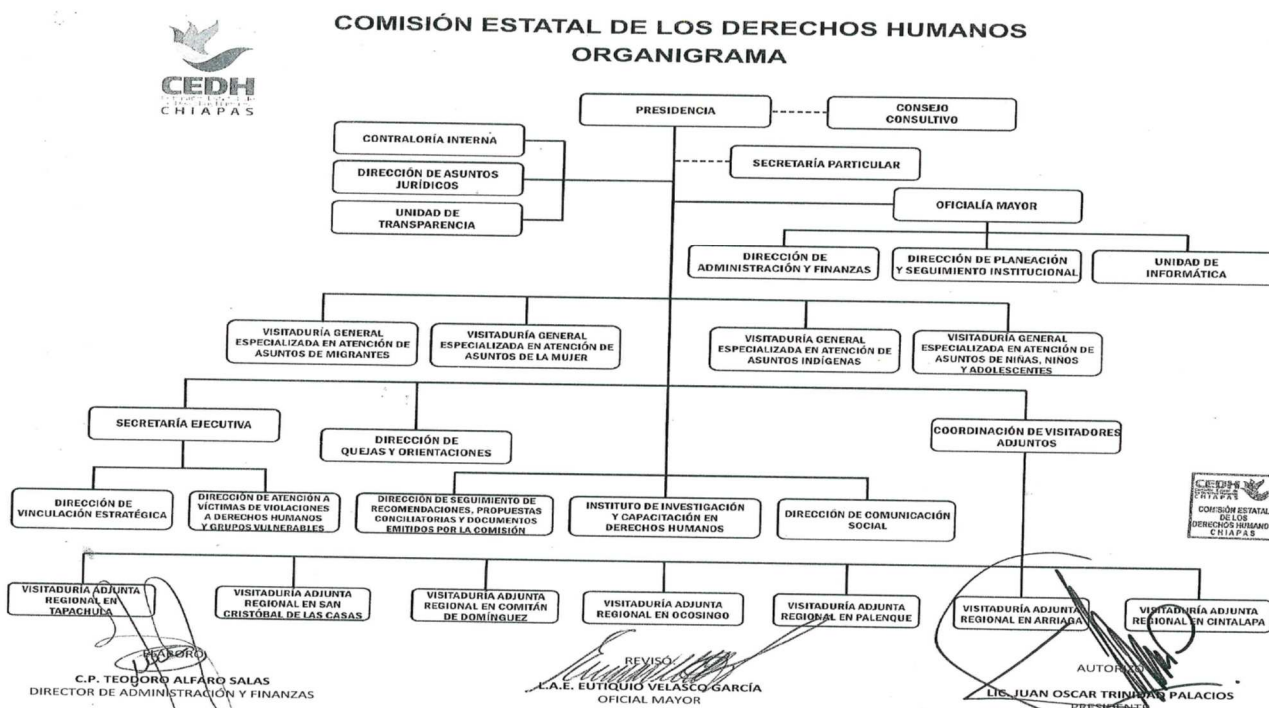 COMISIÓN ESTATAL DE LOS DERECHOS HUMANOS
ORGANIGRAMA
CEDH
CHIAPAS
PRESIDENCIA
CONSEJO
CONSULTIVO
CONTRALORÍA INTERNA
SECRETARÍA PARTICULAR
DIRECCIÓN DE ASUNTOS
JURÍDICOS
UNIDAD DE
TRANSPARENCIA
OFICIALÍA MAYOR
DIRECCIÓN DE
ADMINISTRACIÓN Y FINANZAS
DIRECCIÓN DE PLANEACIÓN
Y SEGUIMIENTO INSTITUCIONAL
UNIDAD DE
INFORMÁTICA
VISITADURÍA GENERAL
ESPECIALIZADA EN ATENCIÓN DE
ASUNTOS DE MIGRANTES
VISITADURÍA GENERAL
ESPECIALIZADA EN ATENCIÓN DE
ASUNTOS DE LA MUJER
VISITADURÍA GENERAL
ESPECIALIZADA EN ATENCIÓN DE
ASUNTOS INDÍGENAS
VISITADURÍA GENERAL
ESPECIALIZADA EN ATENCIÓN DE
ASUNTOS DE NIÑAS, NIÑOS
Y ADOLESCENTES
SECRETARÍA EJECUTIVA
DIRECCIÓN DE
QUEJAS Y ORIENTACIONES
COORDINACIÓN DE VISITADORES
ADJUNTOS
DIRECCIÓN DE
VINCULACIÓN ESTRATÉGICA
DIRECCIÓN DE ATENCIÓN A
VÍCTIMAS DE VIOLACIONES
A DERECHOS HUMANOS
Y GRUPOS VULNERABLES
DIRECCIÓN DE SEGUIMIENTO DE
RECOMENDACIONES, PROPUESTAS
CONCILIATORIAS Y DOCUMENTOS
EMITIDOS POR LA COMISIÓN
INSTITUTO DE INVESTIGACIÓN
Y CAPACITACIÓN EN
DERECHOS HUMANOS
DIRECCIÓN DE COMUNICACIÓN
SOCIAL
CEDH
CHIAPAS
COMISIÓN ESTATAL
DE LOS
DERECHOS HUMANOS
CHIAPAS
VISITADURÍA ADJUNTA
REGIONAL EN
TAPACHULA
VISITADURÍA ADJUNTA
REGIONAL EN SAN
CRISTÓBAL DE LAS CASAS
VISITADURÍA ADJUNTA
REGIONAL EN COMITÁN
DE DOMÍNGUEZ
VISITADURÍA ADJUNTA
REGIONAL EN OCOSINGO
VISITADURÍA ADJUNTA
REGIONAL EN PALENQUE
VISITADURÍA ADJUNTA
REGIONAL EN ARRIAGA
VISITADURÍA ADJUNTA
REGIONAL EN CINTALAPA
ELABORÓ
C.P. TEODORO ALFARO SALAS
DIRECTOR DE ADMINISTRACIÓN Y FINANZAS
REVISÓ:
L.A.E. EUTIQUIO VELASCO GARCÍA
OFICIAL MAYOR
AUTORIZÓ
LIC. JUAN OSCAR TRINIDAD PALACIOS
PRESIDENTE